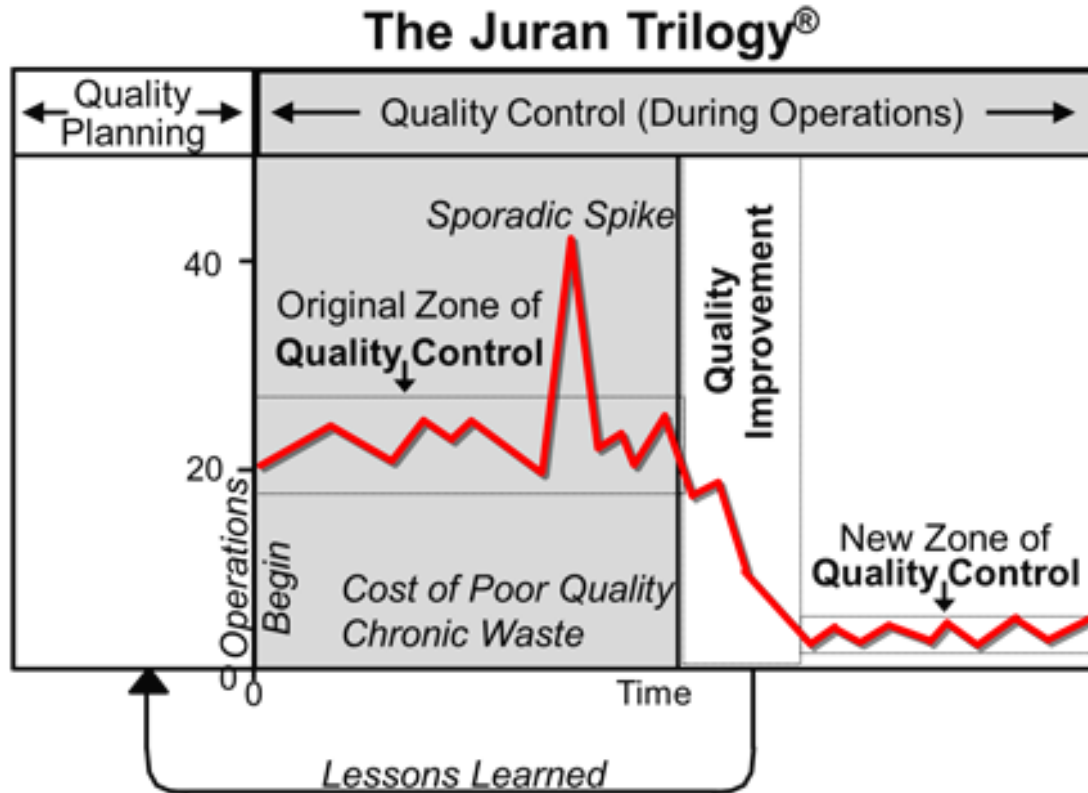 The Juran Trilogy®
Quality
Planning
Quality Control (During Operations)
Sporadic Spike
40
Original Zone of
Quality Control
Quality
Improvement
20
Operations
Begin
Cost of Poor Quality
Chronic Waste
New Zone of
Quality Control
0
0
Time
Lessons Learned